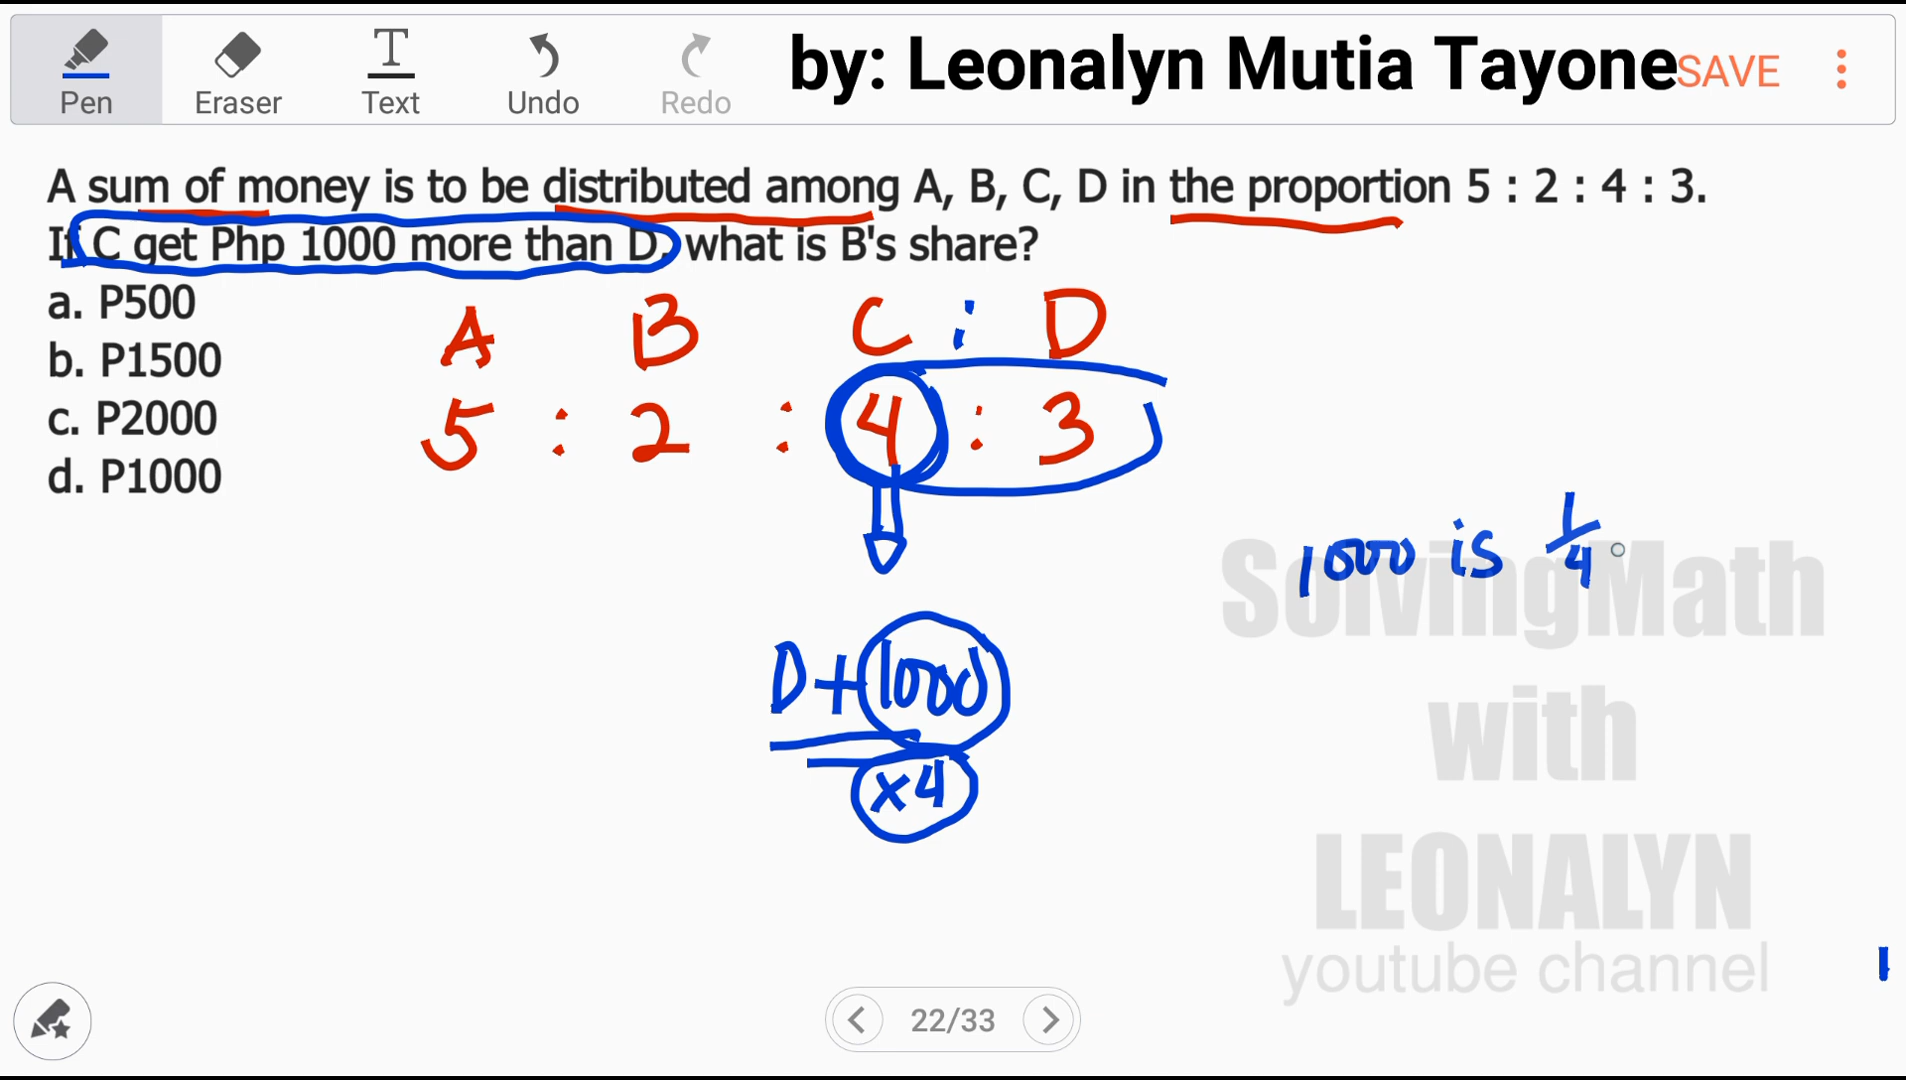 Pen Eraser Text Undo Redo by: Leonalyn Mutia Tayone SAVE
A sum of money is to be distributed among A, B, C, D in the proportion 5 : 2 : 4 : 3.
If C get Php 1000 more than D, what is B's share?
a. P500
b. P1500
c. P2000
d. P1000
A B C : D
5 : 2 : 4 : 3
1000 is 1/4
D+1000
x4
SolvingMath
with
LEONALYN
youtube channel
22/33